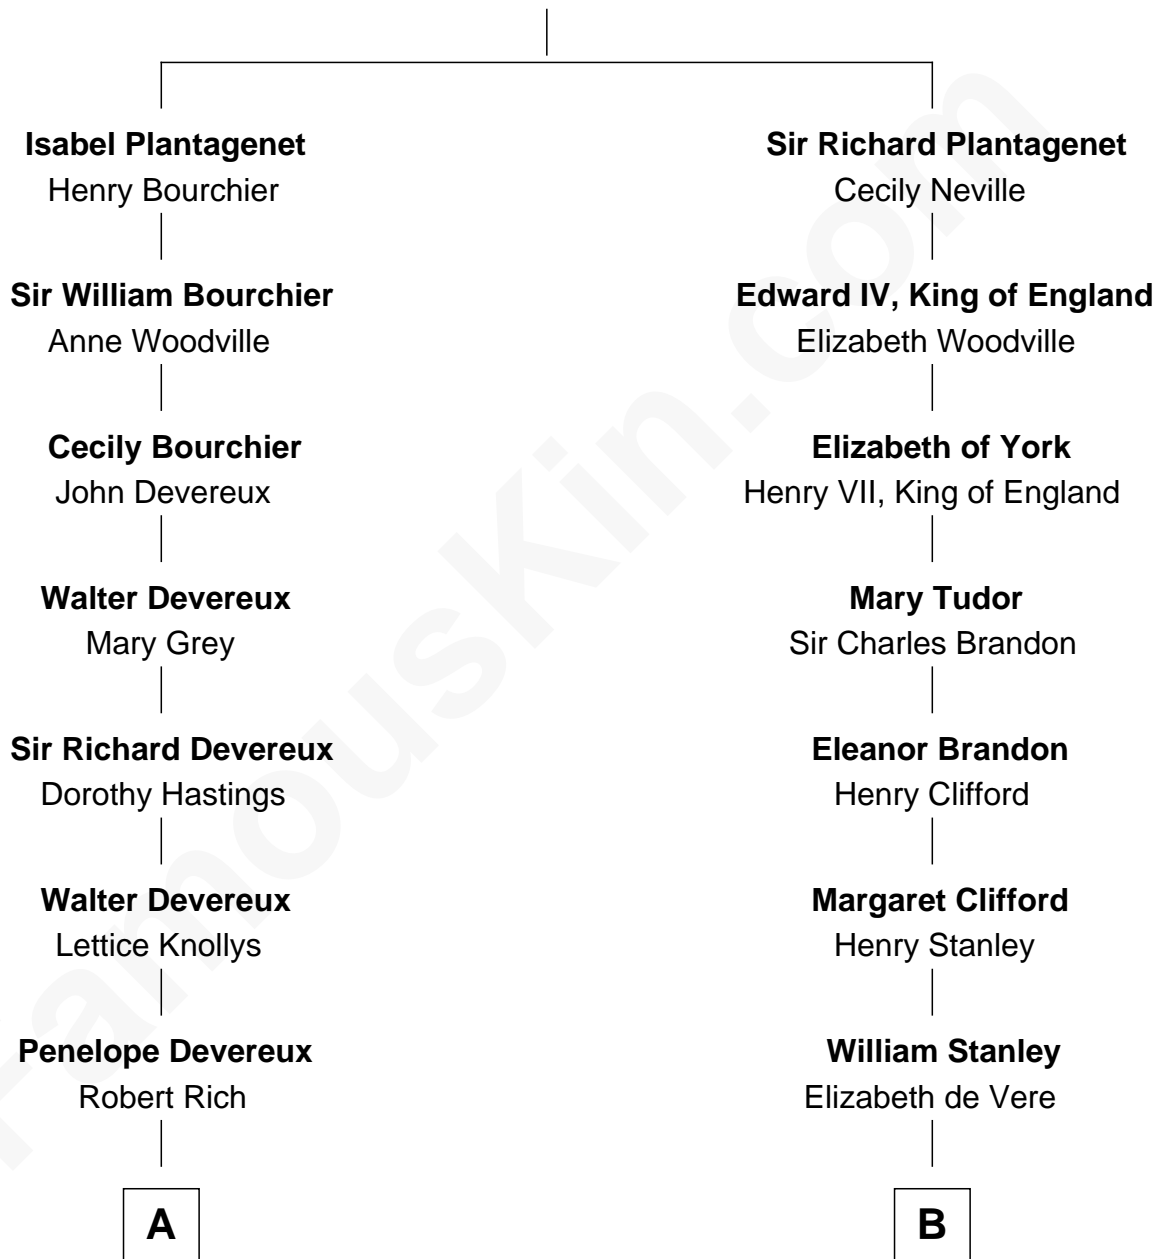 Isabel Plantagenet
Henry Bourchier
Sir William Bourchier
Anne Woodville
Cecily Bourchier
John Devereux
Walter Devereux
Mary Grey
Sir Richard Devereux
Dorothy Hastings
Walter Devereux
Lettice Knollys
Penelope Devereux
Robert Rich
A
Sir Richard Plantagenet
Cecily Neville
Edward IV, King of England
Elizabeth Woodville
Elizabeth of York
Henry VII, King of England
Mary Tudor
Sir Charles Brandon
Eleanor Brandon
Henry Clifford
Margaret Clifford
Henry Stanley
William Stanley
Elizabeth de Vere
B
FamousKin.com